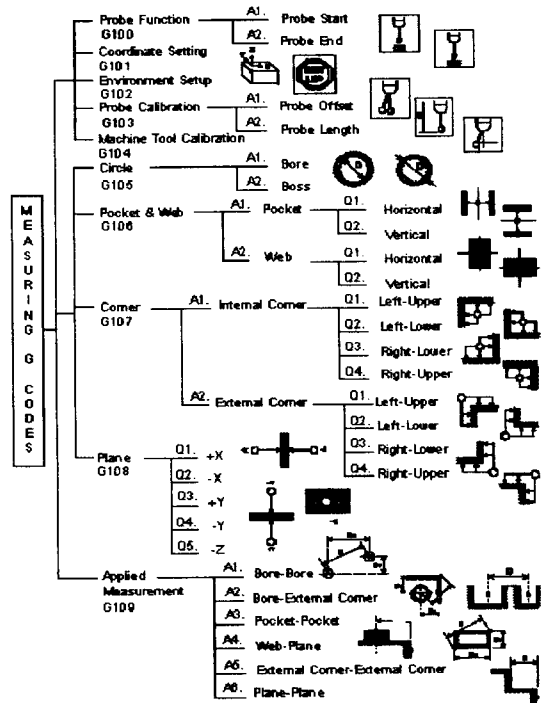 MEASURING G CODES
Probe Function
G100
A1. Probe Start
A2. Probe End
Coordinate Setting
G101
Environment Setup
G102
Probe Calibration
G103
A1. Probe Offset
A2. Probe Length
Machine Tool Calibration
G104
Circle
G105
A1. Bore
A2. Boss
Pocket & Web
G106
A1. Pocket
Q1. Horizontal
Q2. Vertical
A2. Web
Q1. Horizontal
Q2. Vertical
Corner
G107
A1. Internal Corner
Q1. Left-Upper
Q2. Left-Lower
Q3. Right-Lower
Q4. Right-Upper
A2. External Corner
Q1. Left-Upper
Q2. Left-Lower
Q3. Right-Lower
Q4. Right-Upper
Plane
G108
Q1. +X
Q2. -X
Q3. +Y
Q4. -Y
Q5. -Z
Applied
Measurement
G109
A1. Bore-Bore
A2. Bore-External Corner
A3. Pocket-Pocket
A4. Web-Plane
A5. External Corner-External Corner
A6. Plane-Plane